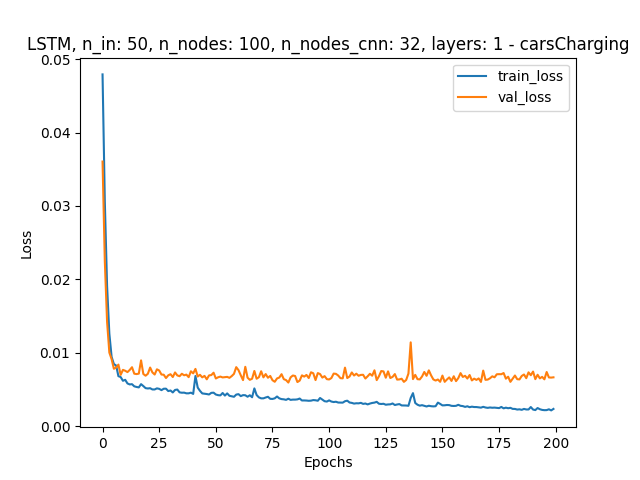 LSTM, n_in: 50, n_nodes: 100, n_nodes_cnn: 32, layers: 1 - carsCharging
train_loss
val_loss
0.05
0.04
0.03
0.02
0.01
0.00
Loss
0 25 50 75 100 125 150 175 200
Epochs